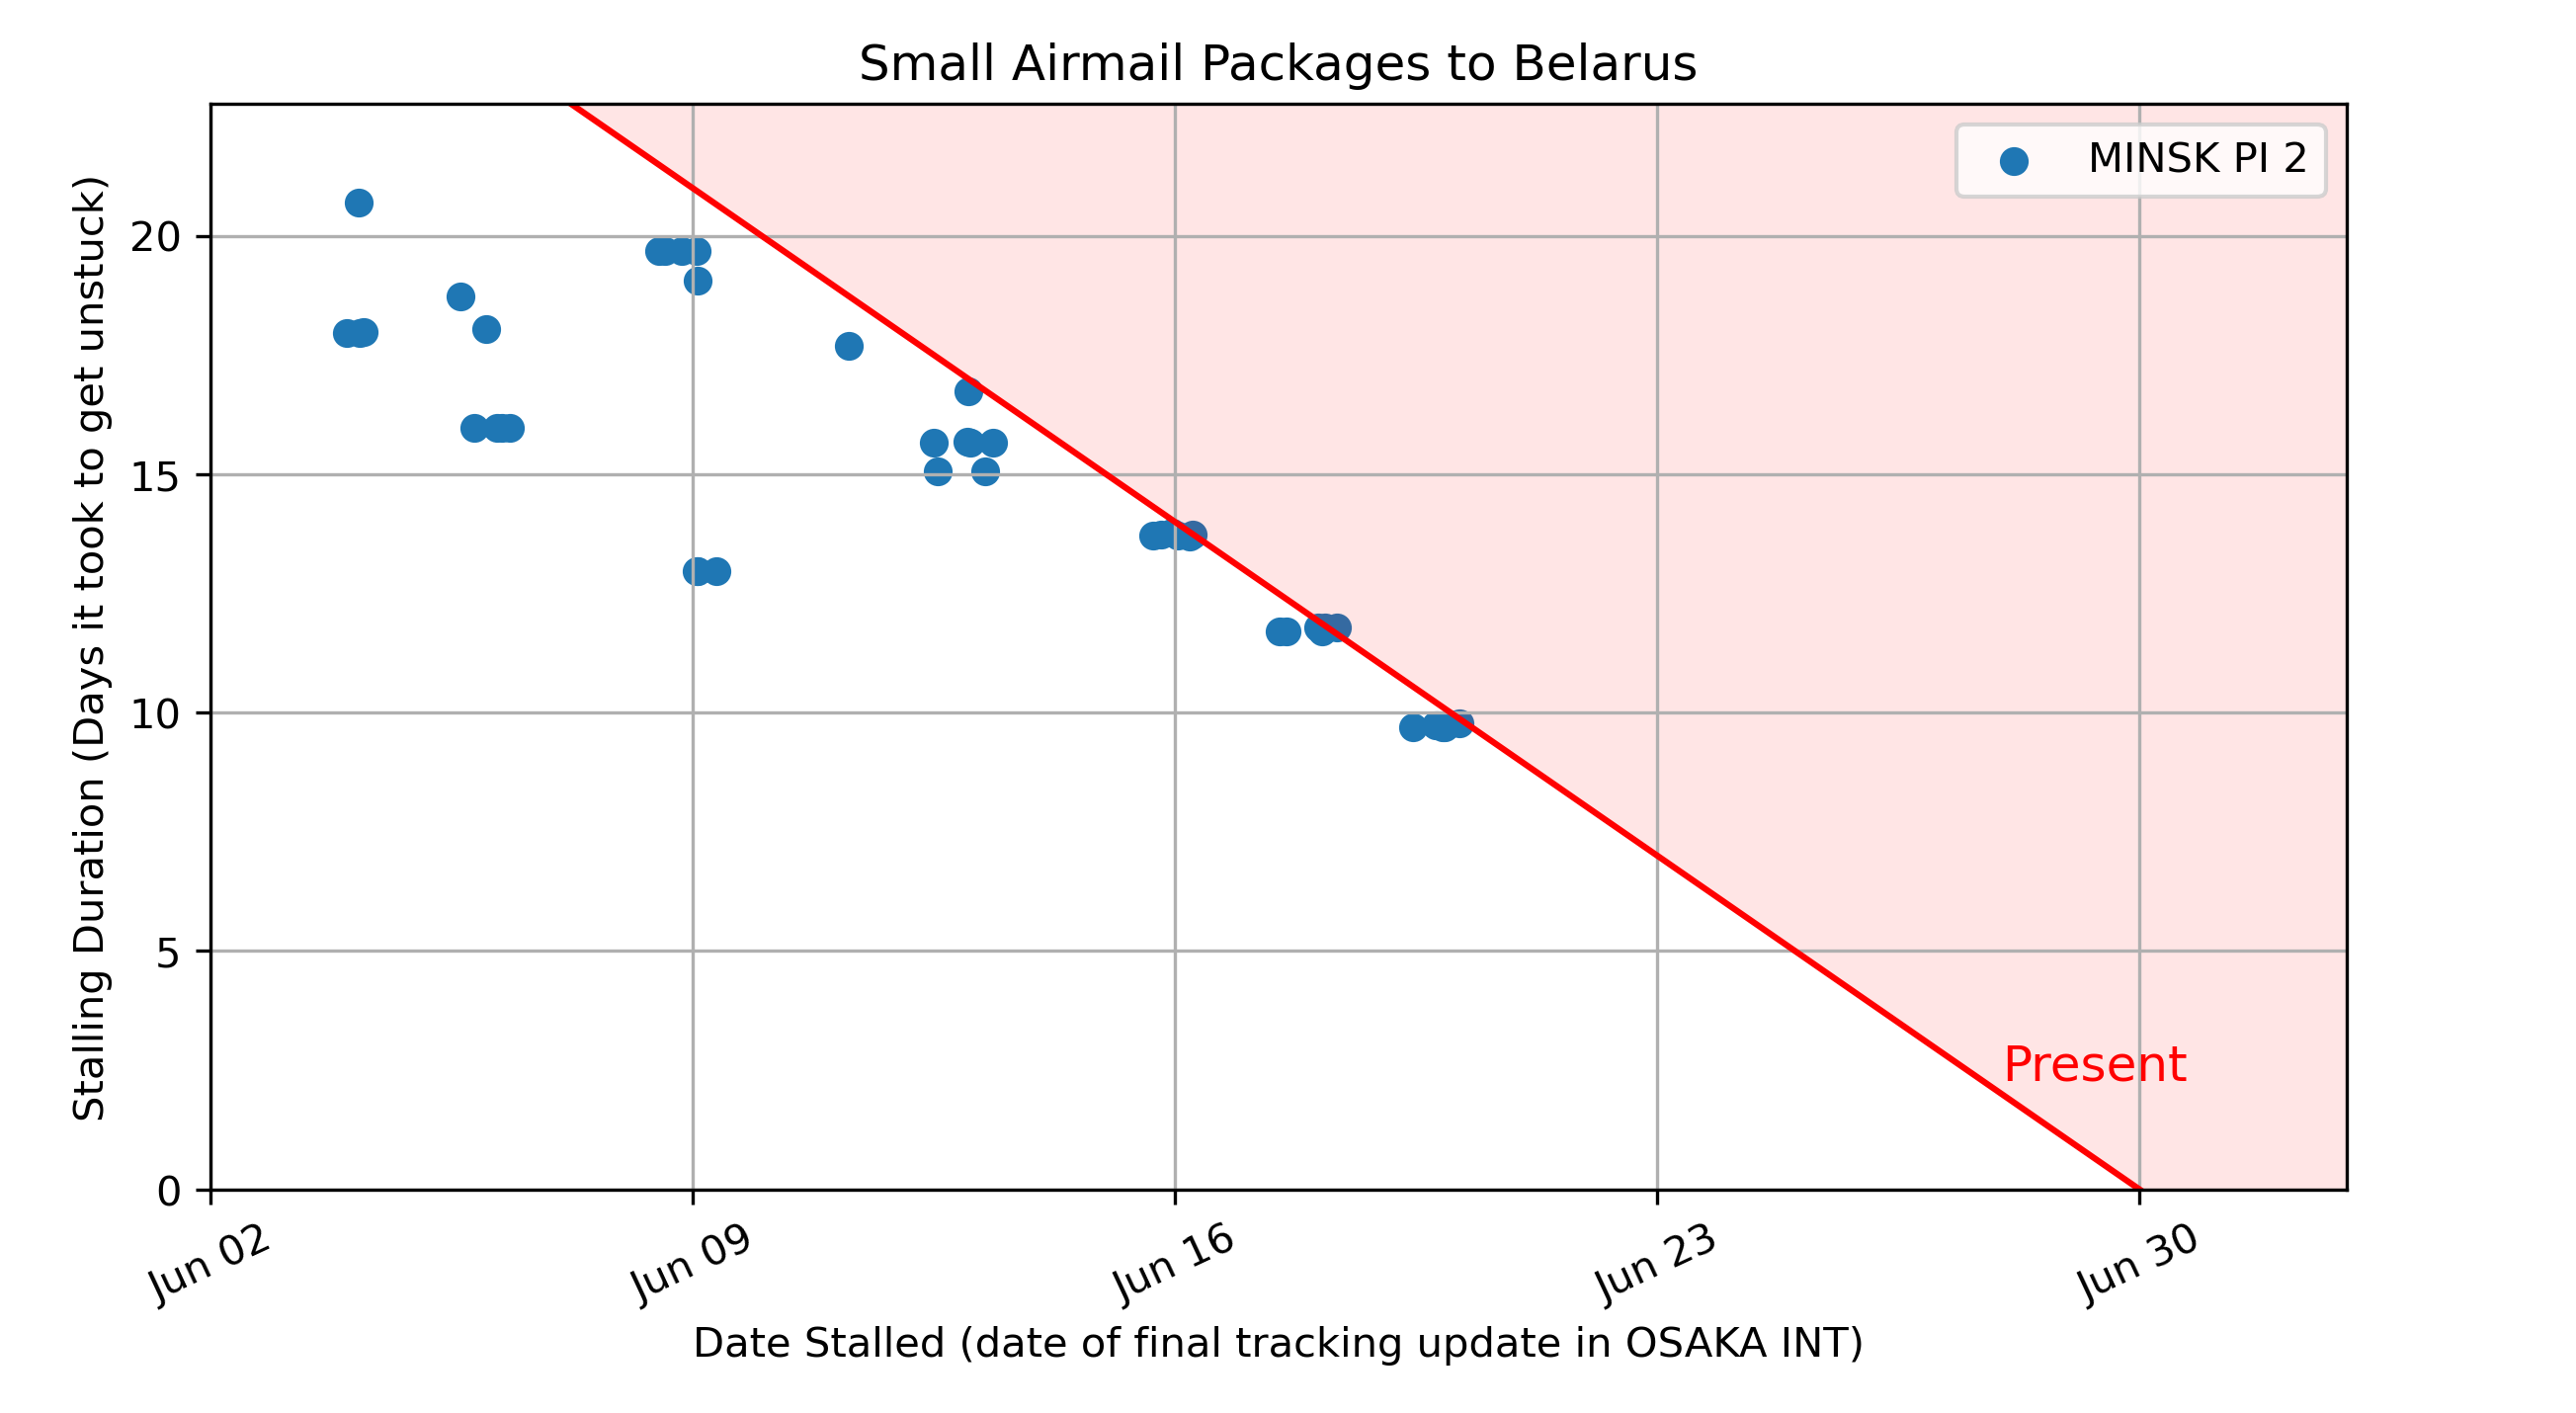 Small Airmail Packages to Belarus
MINSK PI 2
Stalling Duration (Days it took to get unstuck)
20
15
10
5
0
Present
Jun 02
Jun 09
Jun 16
Jun 23
Jun 30
Date Stalled (date of final tracking update in OSAKA INT)